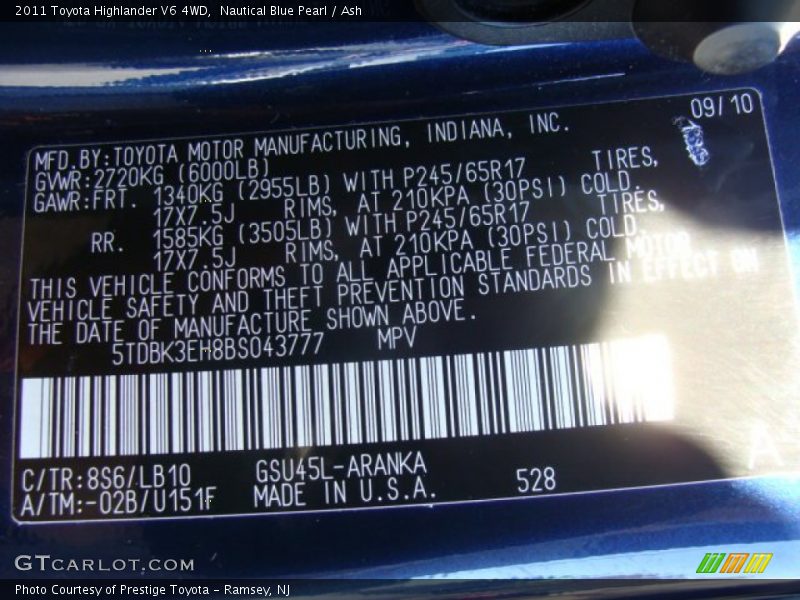 2011 Toyota Highlander V6 4WD, Nautical Blue Pearl / Ash
09/10
MFD.BY:TOYOTA MOTOR MANUFACTURING, INDIANA, INC.
GVWR:2720KG (6000LB)
GAWR:FRT. 1340KG (2955LB) WITH P245/65R17 TIRES,
17X7.5J RIMS, AT 210KPA (30PSI) COLD.
RR. 1585KG (3505LB) WITH P245/65R17 TIRES,
17X7.5J RIMS, AT 210KPA (30PSI) COLD.
THIS VEHICLE CONFORMS TO ALL APPLICABLE FEDERAL MOTOR
VEHICLE SAFETY AND THEFT PREVENTION STANDARDS IN EFFECT ON
THE DATE OF MANUFACTURE SHOWN ABOVE.
5TDBK3EH8BS043777 MPV
C/TR:8S6/LB10 GSU45L-ARANKA
A/TM:-02B/U151F MADE IN U.S.A. 528
A
GTCARLOT.COM
Photo Courtesy of Prestige Toyota - Ramsey, NJ